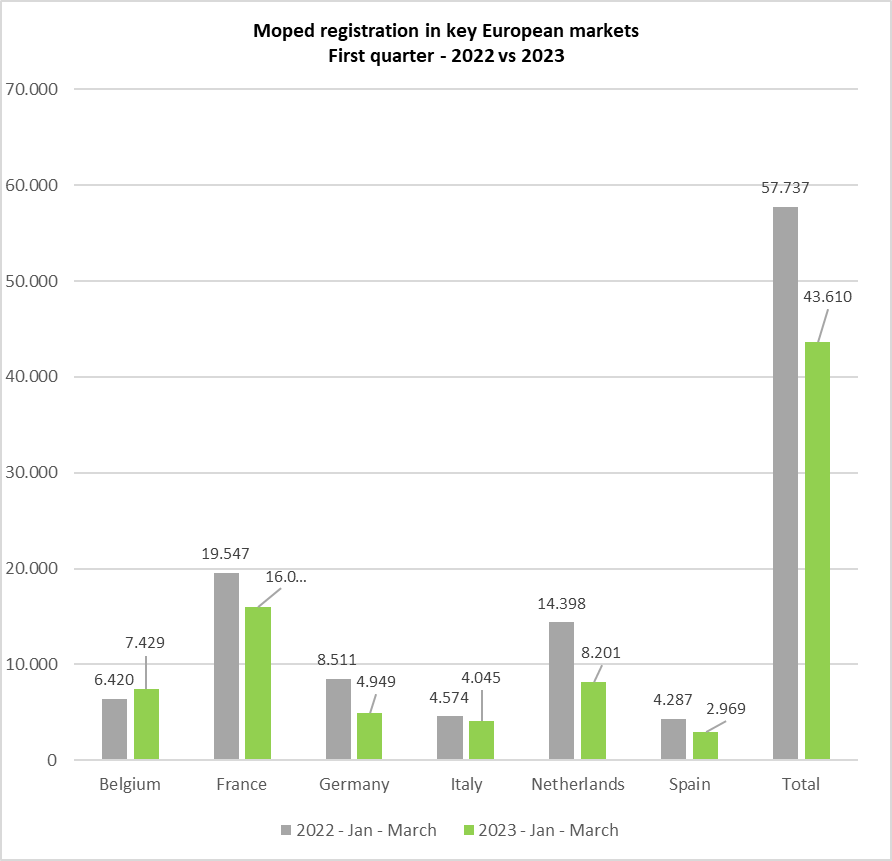 Moped registration in key European markets
First quarter - 2022 vs 2023
70.000
60.000
50.000
40.000
30.000
20.000
10.000
0
6.420
7.429
19.547
16.0...
8.511
4.949
4.574
4.045
14.398
8.201
4.287
2.969
57.737
43.610
Belgium
France
Germany
Italy
Netherlands
Spain
Total
2022 - Jan - March
2023 - Jan - March